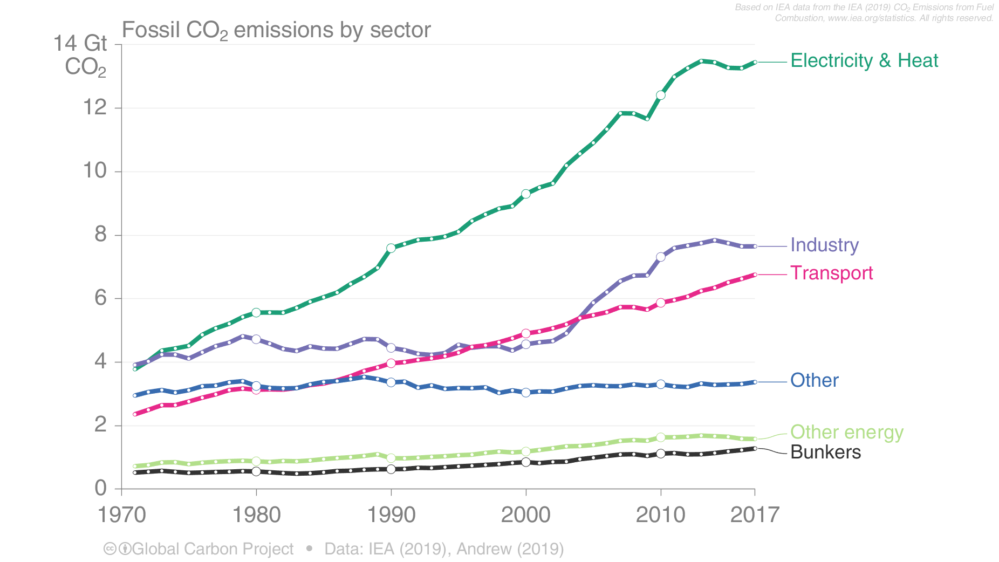 Based on IEA data from the IEA (2019) CO₂ Emissions from Fuel
Combustion, www.iea.org/statistics. All rights reserved.
Fossil CO₂ emissions by sector
14 Gt
CO₂
12
10
8
6
4
2
0
Electricity & Heat
Industry
Transport
Other
Other energy
Bunkers
1970 1980 1990 2000 2010 2017
cc Global Carbon Project • Data: IEA (2019), Andrew (2019)